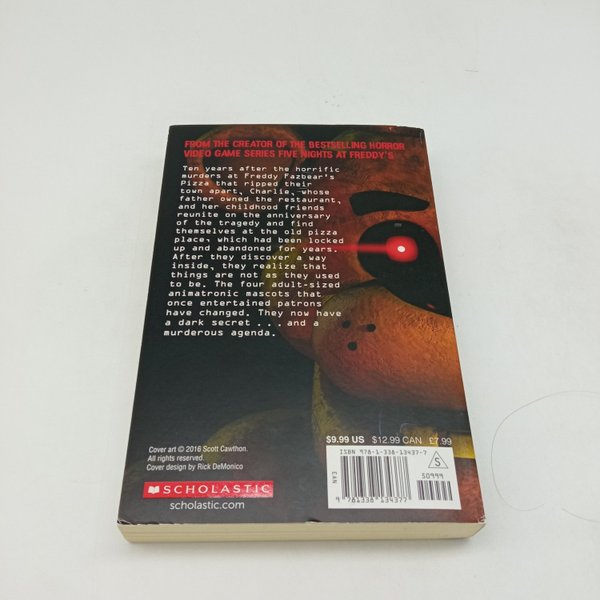 FROM THE CREATOR OF THE BESTSELLING HORROR
VIDEO GAME SERIES FIVE NIGHTS AT FREDDY'S
Ten years after the horrific
murders at Freddy Fazbear's
Pizza that ripped their
town apart, Charlie, whose
father owned the restaurant,
and her childhood friends
reunite on the anniversary
of the tragedy and find
themselves at the old pizza
place, which had been locked
up and abandoned for years.
After they discover a way
inside, they realize that
things are not as they used
to be. The four adult-sized
animatronic mascots that
once entertained patrons
have changed. They now have
a dark secret . . . and a
murderous agenda.
$9.99 US $12.99 CAN £7.99
Cover art © 2016 Scott Cawthon.
All rights reserved.
Cover design by Rick DeMonico
ISBN 978-1-338-13437-7
S
50999
EAN
9 781338 134377
SCHOLASTIC
scholastic.com